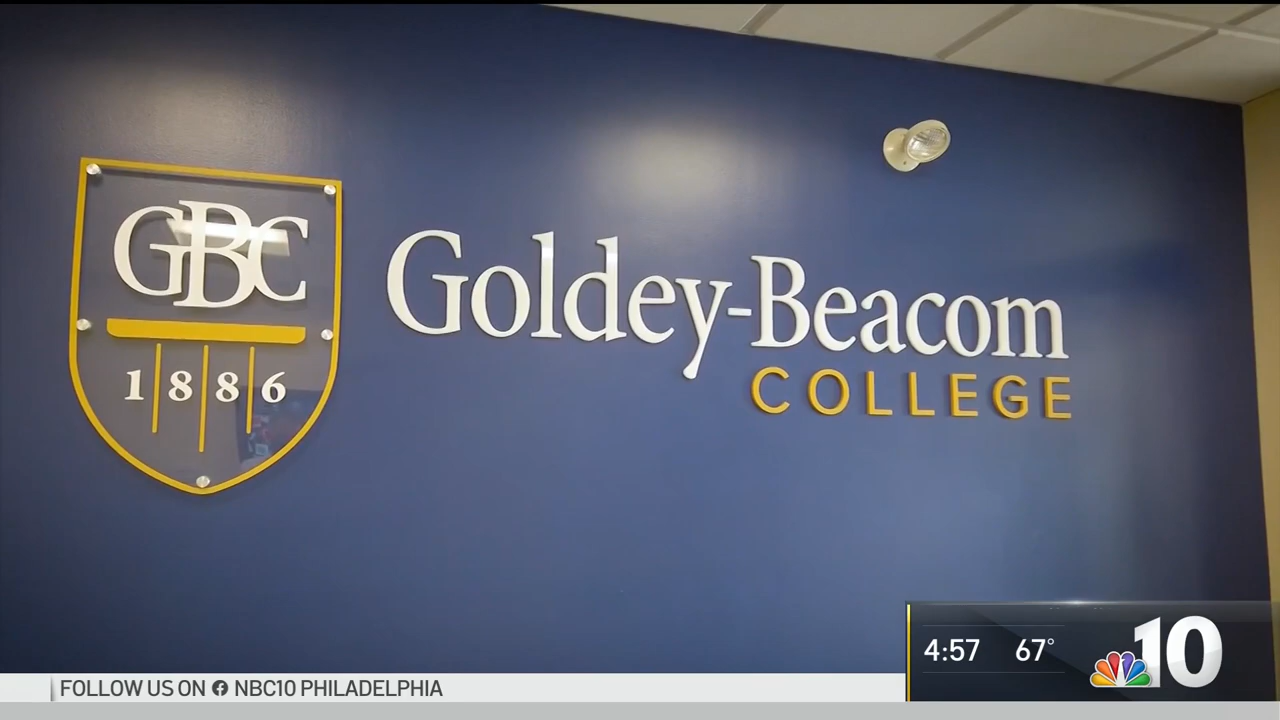 GBC
1886
Goldey-Beacom
COLLEGE
4:57 67° 10
FOLLOW US ON NBC10 PHILADELPHIA